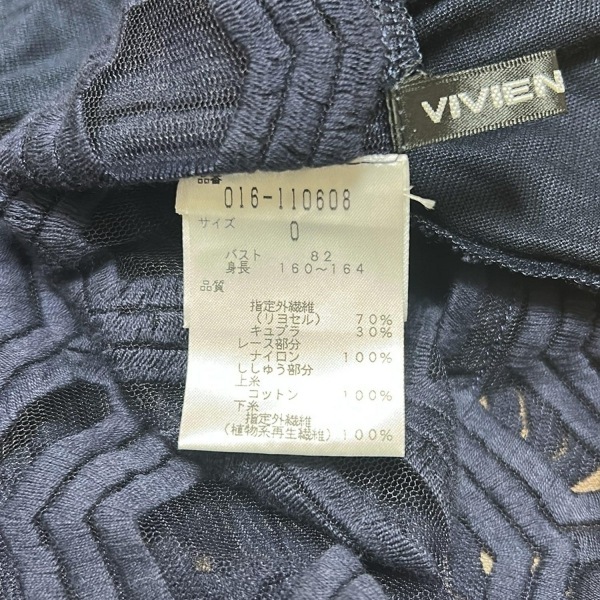 VIVIEN
品番
016-110608
サイズ
0
バスト 82
身長 160～164
品質
指定外繊維
(リヨセル) 70%
キュプラ 30%
レース部分
ナイロン 100%
ししゅう部分
上糸
コットン 100%
下糸
指定外繊維
(植物系再生繊維) 100%